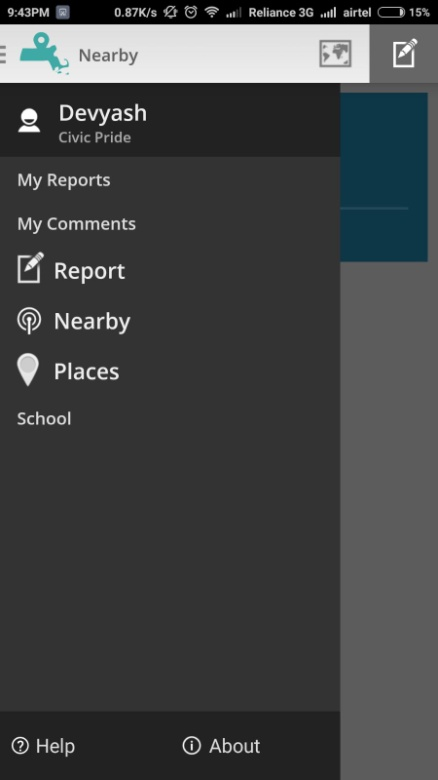 9:43PM 0.87K/s Reliance 3G airtel 15%
Nearby
Devyash
Civic Pride
My Reports
My Comments
Report
Nearby
Places
School
Help About